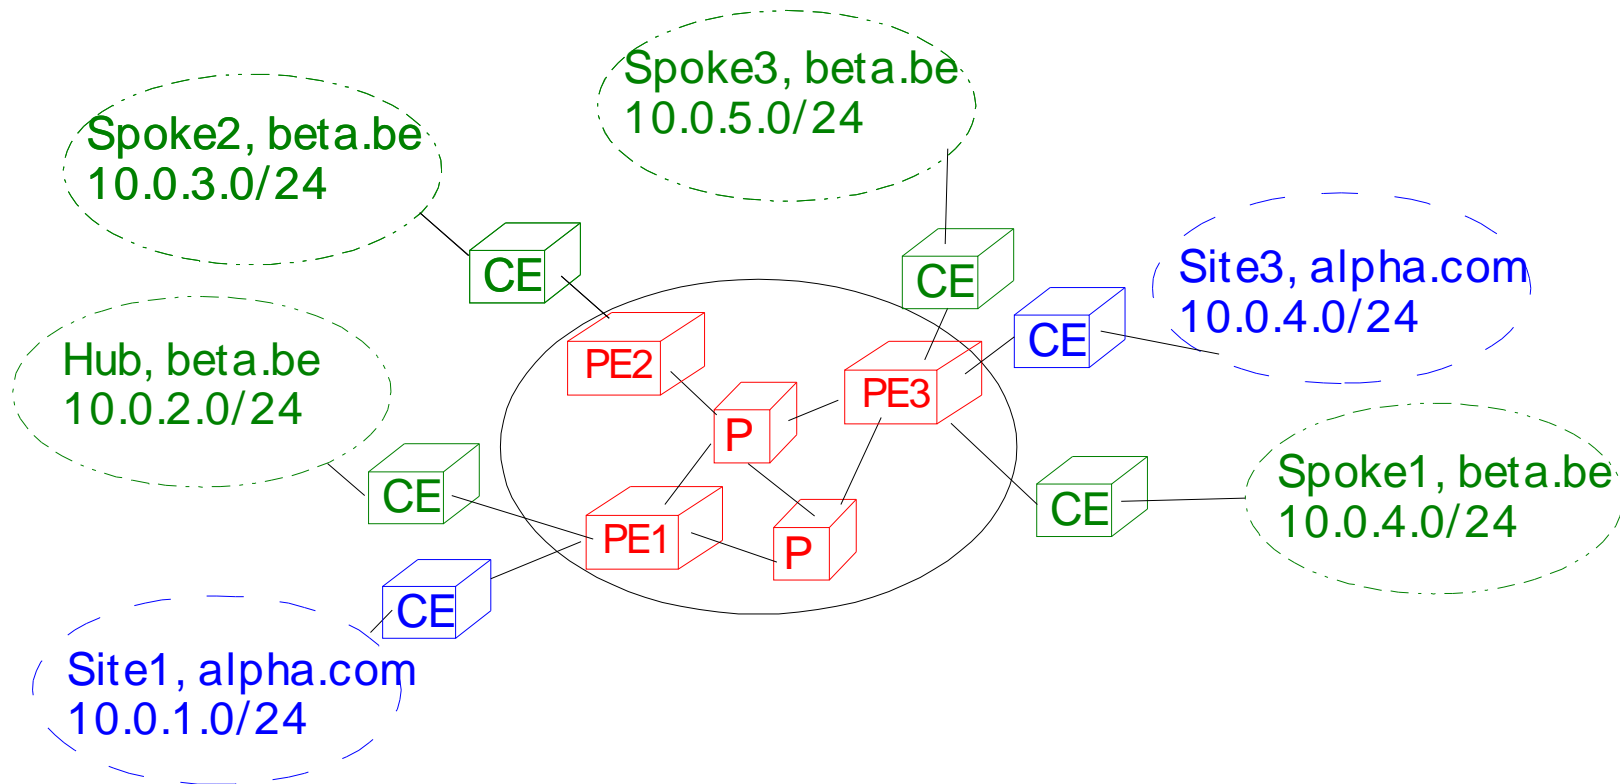 Spoke3, beta.be
10.0.5.0/24
Spoke2, beta.be
10.0.3.0/24
CE
CE
Site3, alpha.com
10.0.4.0/24
CE
Hub, beta.be
10.0.2.0/24
PE2
PE3
P
CE
Spoke1, beta.be
10.0.4.0/24
CE
PE1
P
CE
Site1, alpha.com
10.0.1.0/24